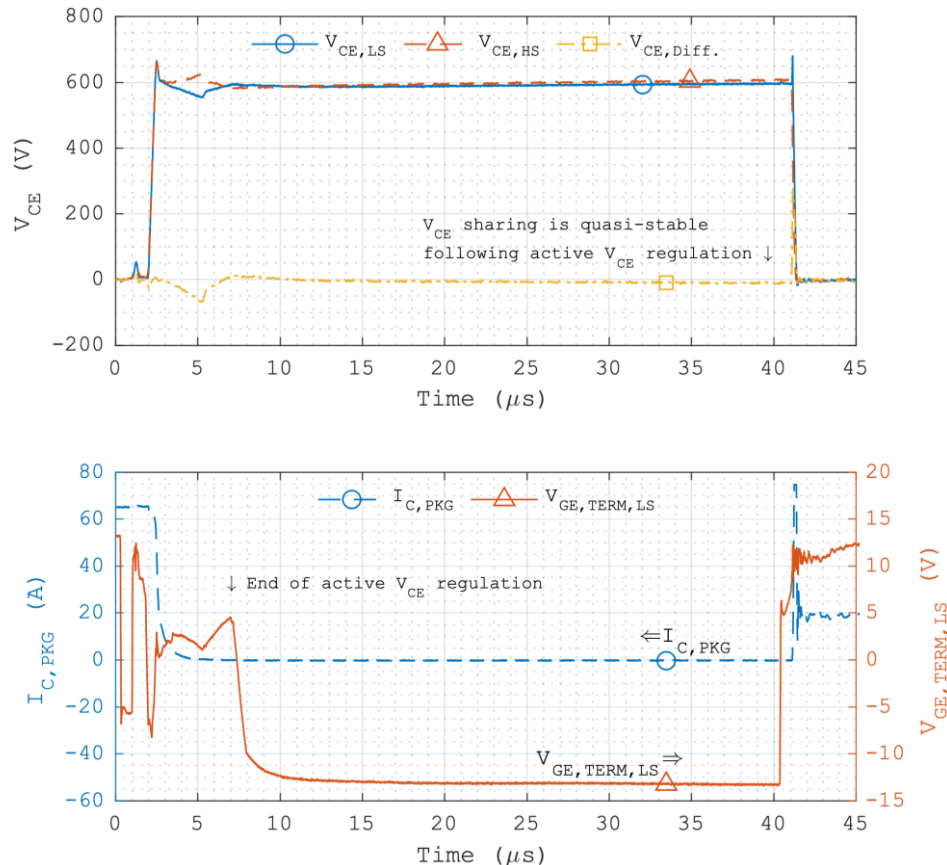 800
600
400
200
0
-200
V_CE (V)
V_CE,LS V_CE,HS V_CE,Diff.
V_CE sharing is quasi-stable
following active V_CE regulation ↓
0 5 10 15 20 25 30 35 40 45
Time (μs)
80
60
40
20
0
-20
-40
-60
I_C,PKG (A)
I_C,PKG V_GE,TERM,LS
↓ End of active V_CE regulation
⇐I_C,PKG
V_GE,TERM,LS⇒
20
15
10
5
0
-5
-10
-15
V_GE,TERM,LS (V)
0 5 10 15 20 25 30 35 40 45
Time (μs)